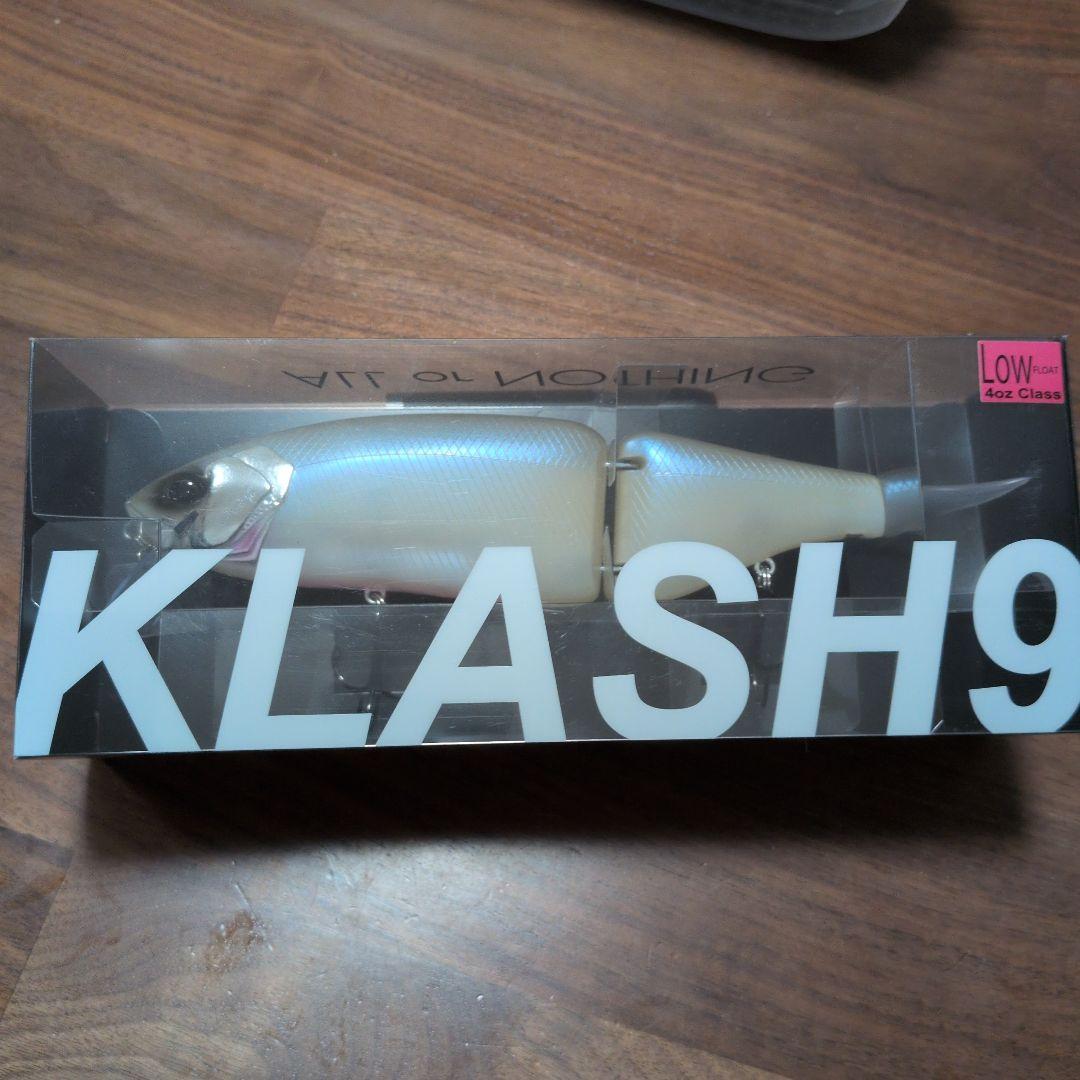 ALL OF NOTHING
LOW FLOAT
4oz Class
KLASH9